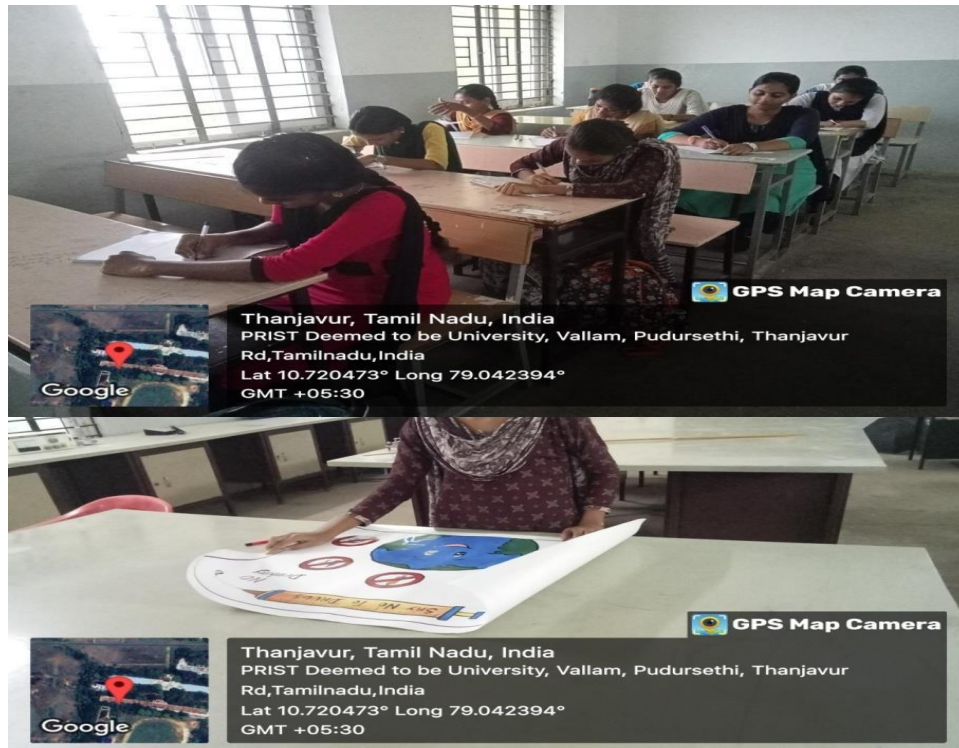 GPS Map Camera
Thanjavur, Tamil Nadu, India
PRIST Deemed to be University, Vallam, Pudursethi, Thanjavur
Rd,Tamilnadu,India
Lat 10.720473° Long 79.042394°
GMT +05:30
Google
NO
Drinking
SAY NO TO DRUGS
GPS Map Camera
Thanjavur, Tamil Nadu, India
PRIST Deemed to be University, Vallam, Pudursethi, Thanjavur
Rd,Tamilnadu,India
Lat 10.720473° Long 79.042394°
GMT +05:30
Google